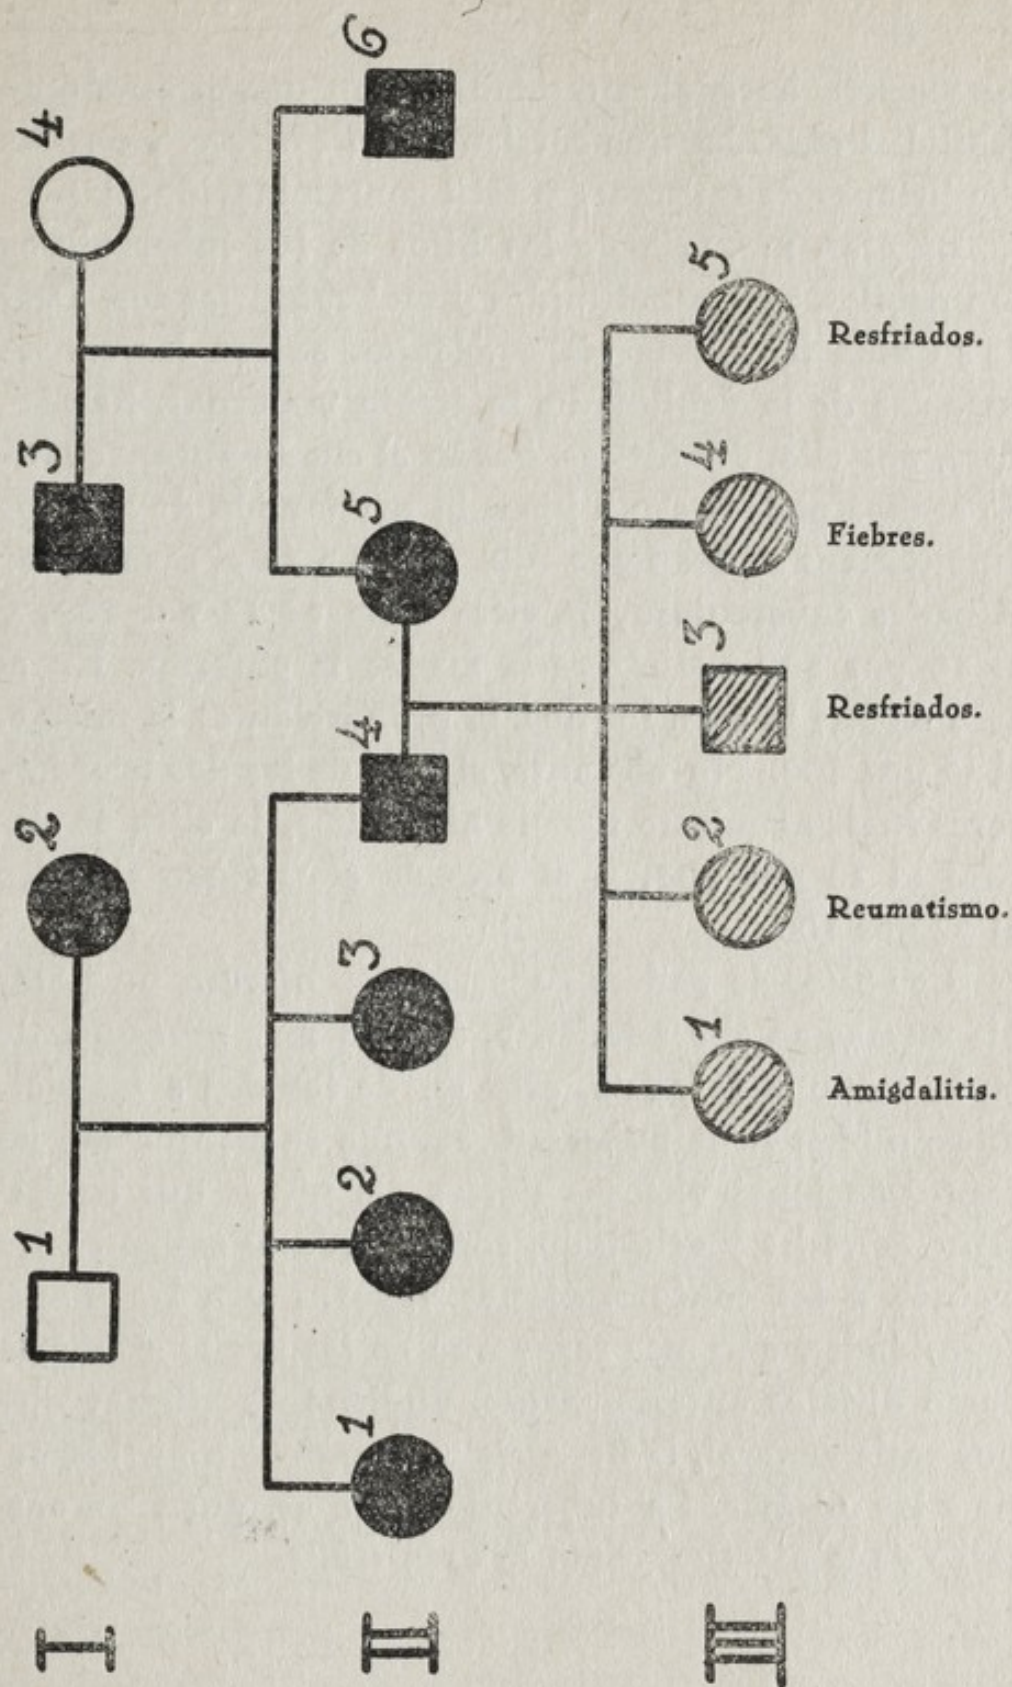 I
1
2
3
4
II
1
2
3
4
5
6
III
1
Amigdalitis.
2
Reumatismo.
3
Resfriados.
4
Fiebres.
5
Resfriados.